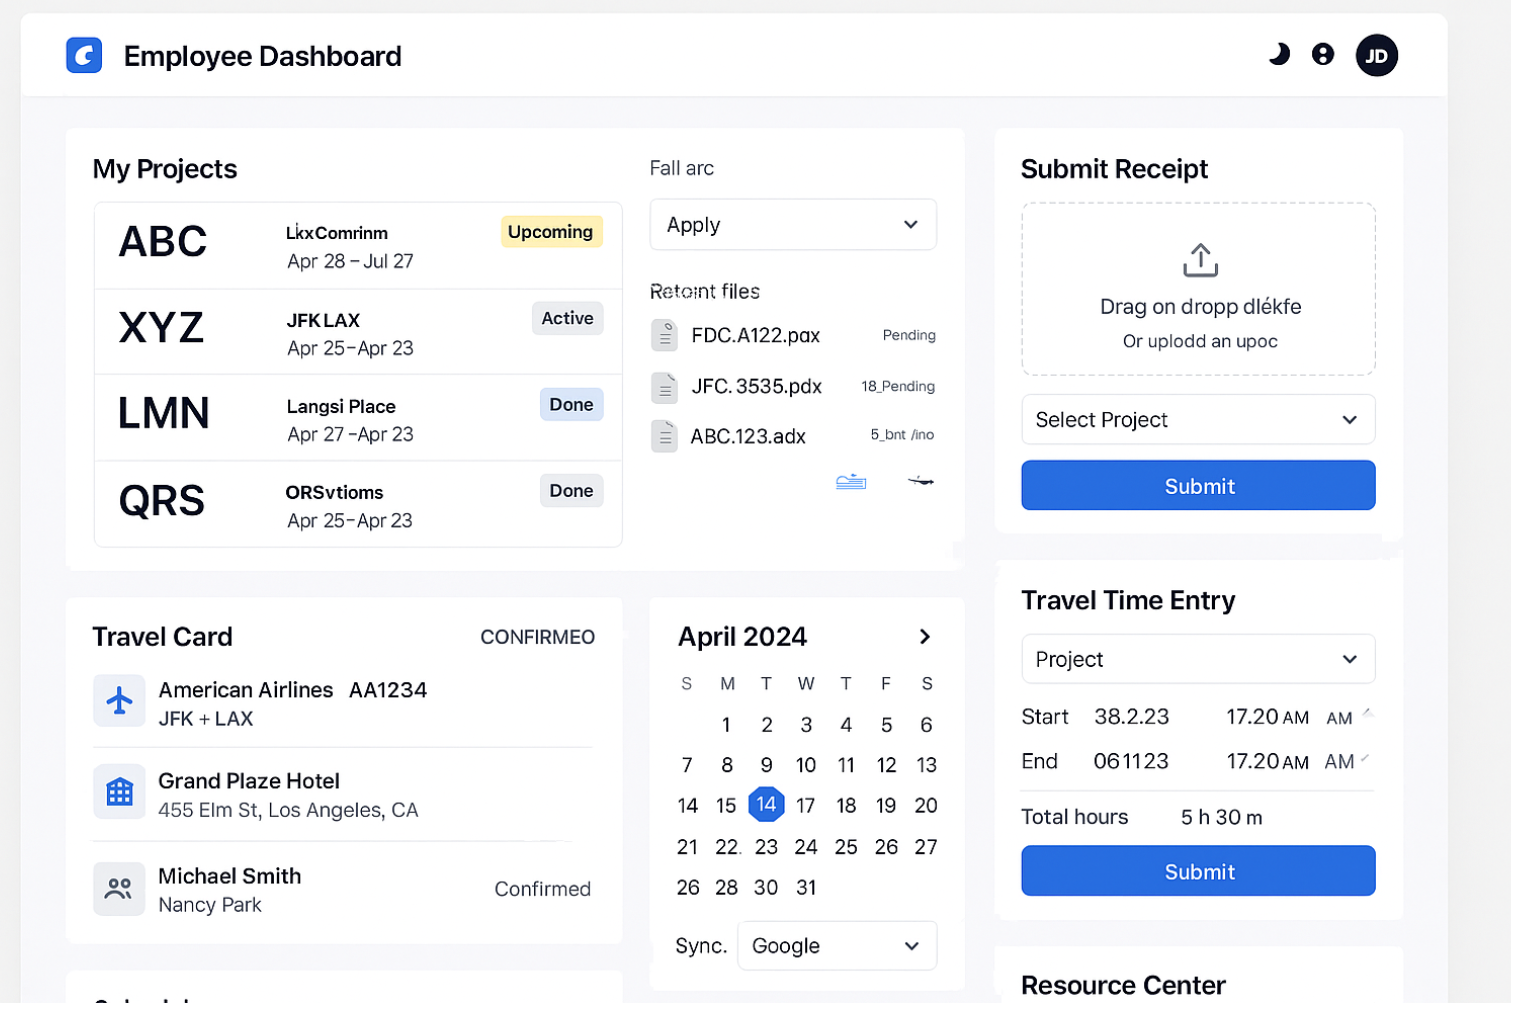 Employee Dashboard
JD
My Projects
ABC
LkxComrinm
Apr 28 – Jul 27
Upcoming
XYZ
JFK LAX
Apr 25–Apr 23
Active
LMN
Langsi Place
Apr 27 –Apr 23
Done
QRS
ORSvtioms
Apr 25–Apr 23
Done
Fall arc
Apply
files
FDC.A122.pax
Pending
JFC. 3535.pdx
18_Pending
ABC.123.adx
5_bnt /ino
Submit Receipt
Drag on dropp dlékfe
Or uplodd an upoc
Select Project
Submit
Travel Card
CONFIRMEO
American Airlines AA1234
JFK + LAX
Grand Plaze Hotel
455 Elm St, Los Angeles, CA
Michael Smith
Nancy Park
Confirmed
April 2024
S M T W T F S
1 2 3 4 5 6
7 8 9 10 11 12 13
14 15 14 17 18 19 20
21 22. 23 24 25 26 27
26 28 30 31
Sync. Google
Travel Time Entry
Project
Start 38.2.23 17.20 AM AM
End 061123 17.20 AM AM
Total hours 5 h 30 m
Submit
Resource Center